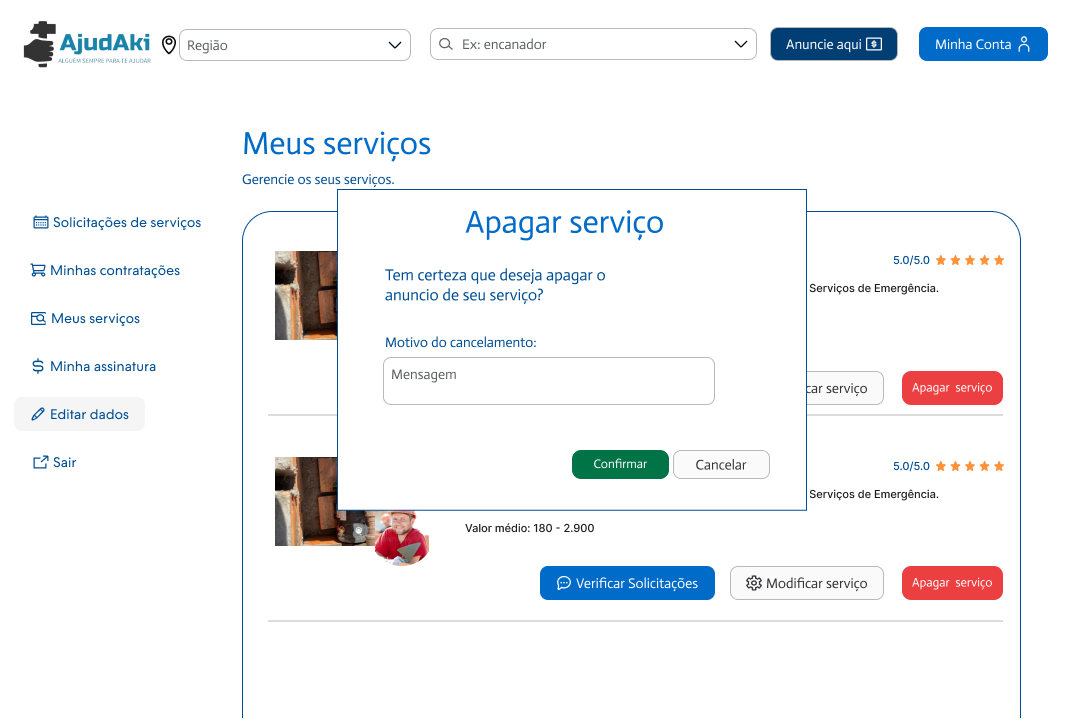 AjudAki
ALGUÉM SEMPRE PARA TE AJUDAR
Região
Ex: encanador
Anuncie aqui
Minha Conta
Meus serviços
Gerencie os seus serviços.
Solicitações de serviços
Minhas contratações
Meus serviços
Minha assinatura
Editar dados
Sair
Apagar serviço
Tem certeza que deseja apagar o
anuncio de seu serviço?
Motivo do cancelamento:
Mensagem
Confirmar
Cancelar
5.0/5.0
Serviços de Emergência.
car serviço
Apagar serviço
5.0/5.0
Serviços de Emergência.
Valor médio: 180 - 2.900
Verificar Solicitações
Modificar serviço
Apagar serviço